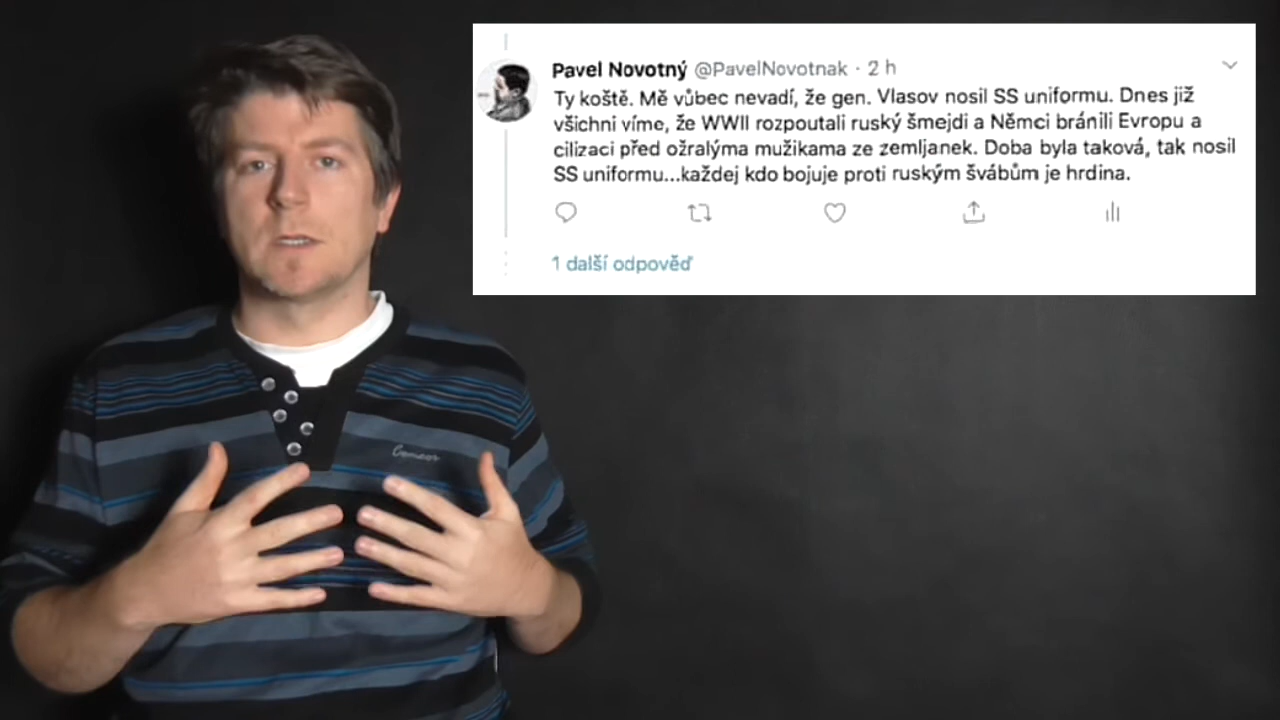 Pavel Novotný @PavelNovotnak · 2 h
Ty koště. Mě vůbec nevadí, že gen. Vlasov nosil SS uniformu. Dnes již
všichni víme, že WWII rozpoutali ruský šmejdi a Němci bránili Evropu a
cilizaci před ožralýma mužikama ze zemljanek. Doba byla taková, tak nosil
SS uniformu...každej kdo bojuje proti ruským švábům je hrdina.
1 další odpověď